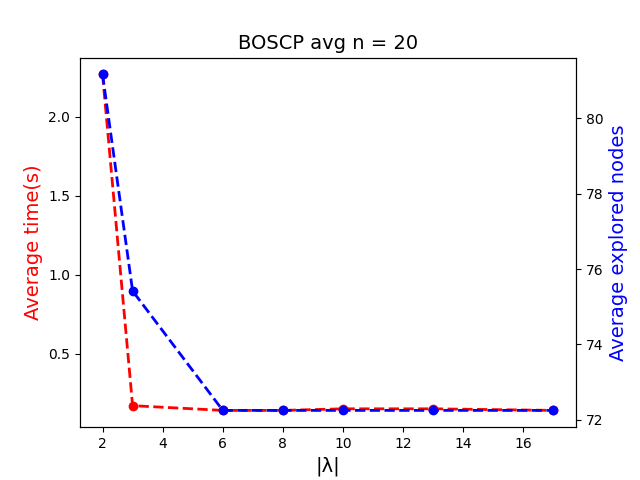 BOSCP avg n = 20
Average time(s)
2.0
1.5
1.0
0.5
80
78
76
74
72
Average explored nodes
2 4 6 8 10 12 14 16
|λ|